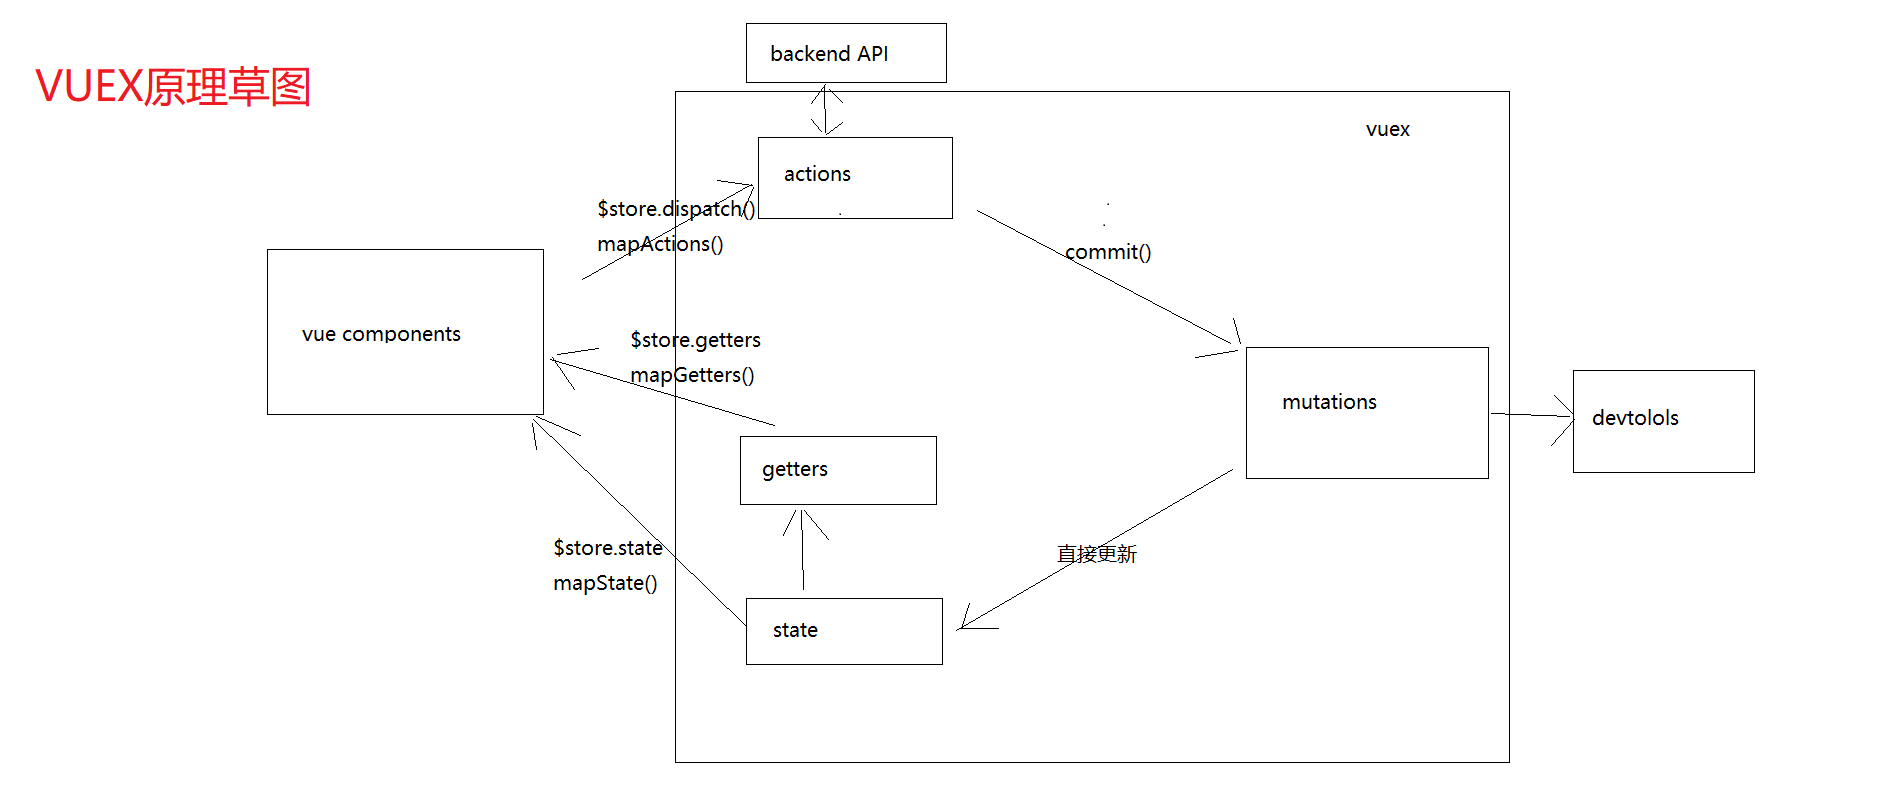 backend API
VUEX原理草图
vuex
actions
$store.dispatch()
mapActions()
commit()
vue components
$store.getters
mapGetters()
mutations
devtolols
getters
$store.state
mapState()
直接更新
state